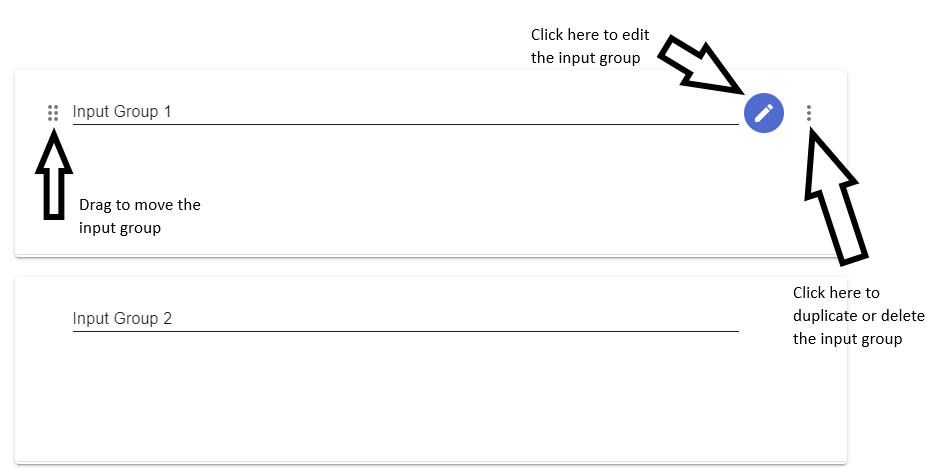 Click here to edit
the input group
Input Group 1
Drag to move the
input group
Click here to
duplicate or delete
the input group
Input Group 2